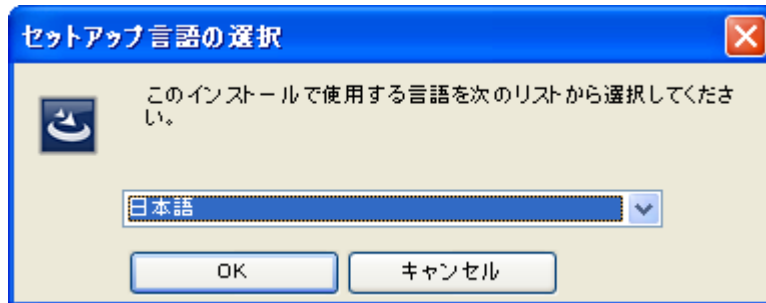 セットアップ言語の選択
このインストールで使用する言語を次のリストから選択してくださ
い。
日本語
OK キャンセル